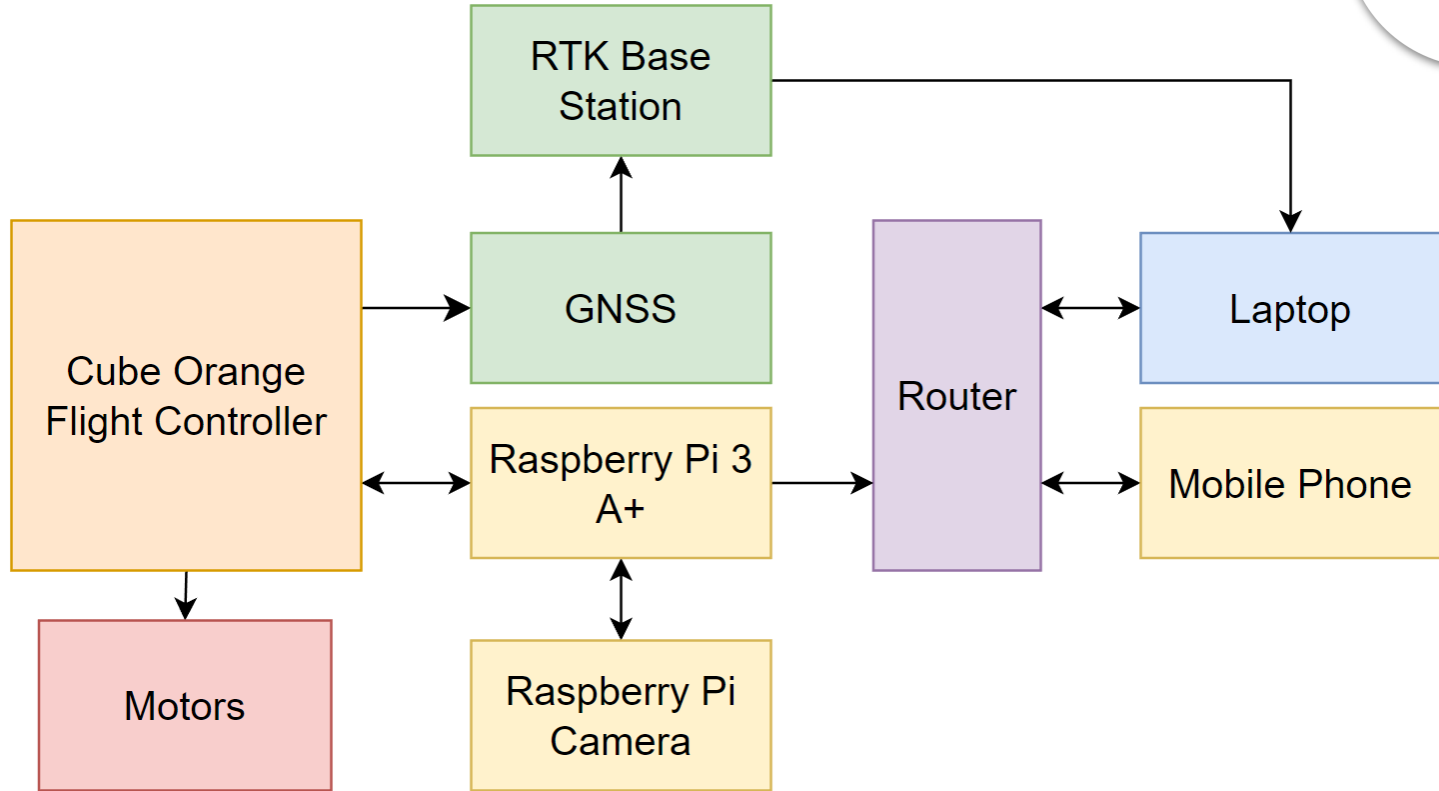 RTK Base
Station
GNSS
Laptop
Cube Orange
Flight Controller
Router
Raspberry Pi 3
A+
Mobile Phone
Motors
Raspberry Pi
Camera